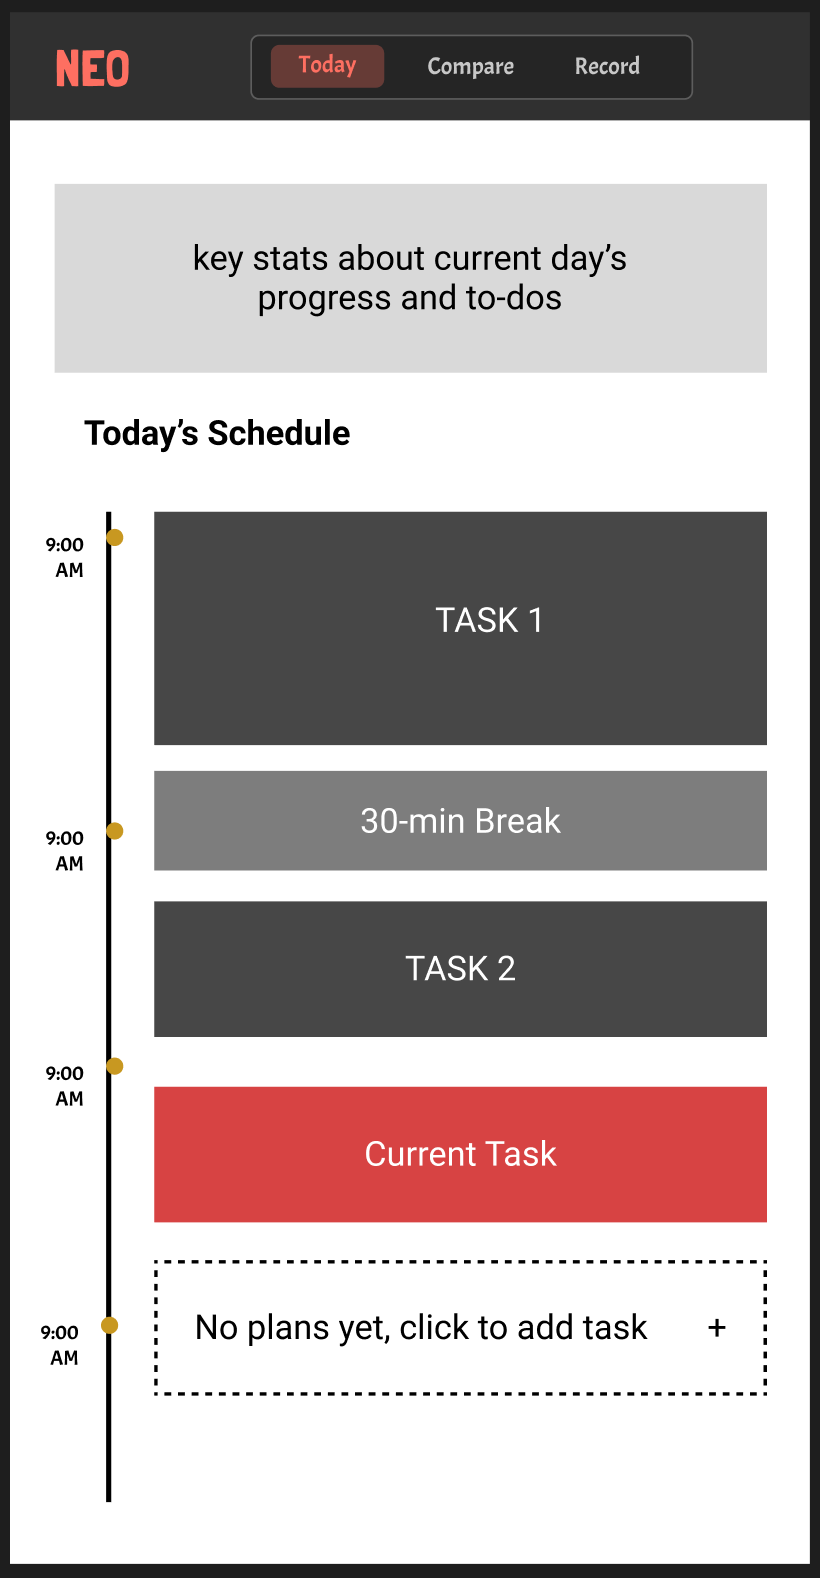 NEO
Today
Compare
Record
key stats about current day’s
progress and to-dos
Today’s Schedule
9:00
AM
TASK 1
9:00
AM
30-min Break
TASK 2
9:00
AM
Current Task
9:00
AM
No plans yet, click to add task +